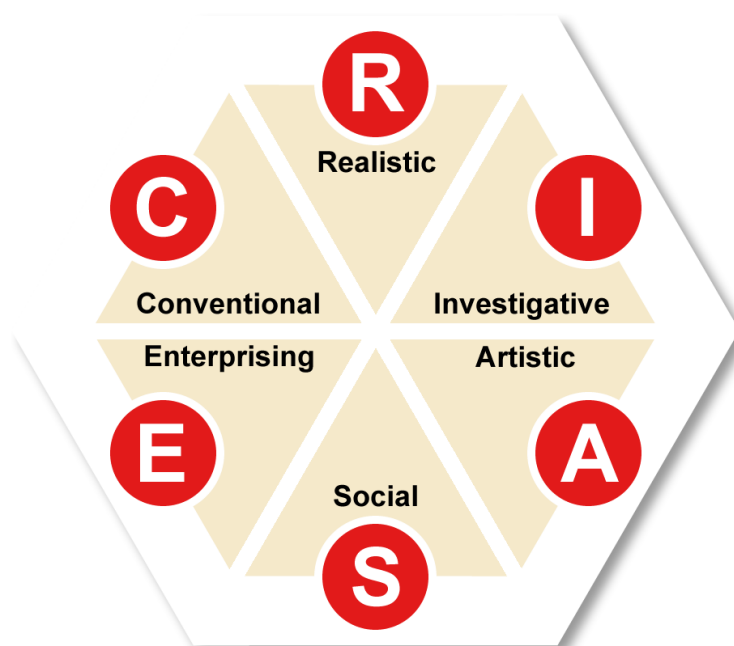 R
Realistic
C
I
Conventional
Investigative
Enterprising
Artistic
E
A
Social
S